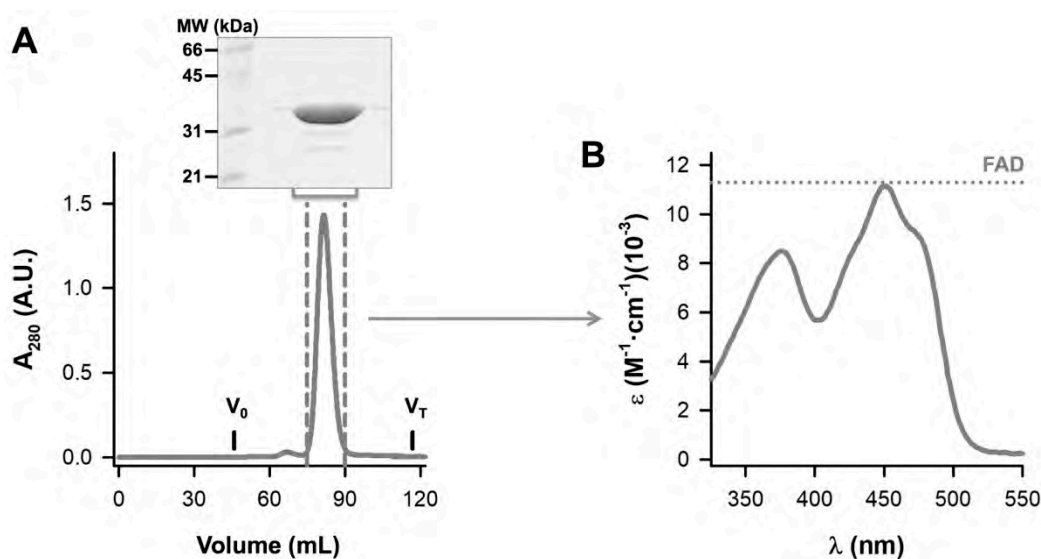 A
MW (kDa)
66
45
31
21
1.5
1.0
0.5
0.0
A280 (A.U.)
V0
VT
0 30 60 90 120
Volume (mL)
B
FAD
12
10
8
6
4
2
0
ε (M-1·cm-1)(10-3)
350 400 450 500 550
λ (nm)